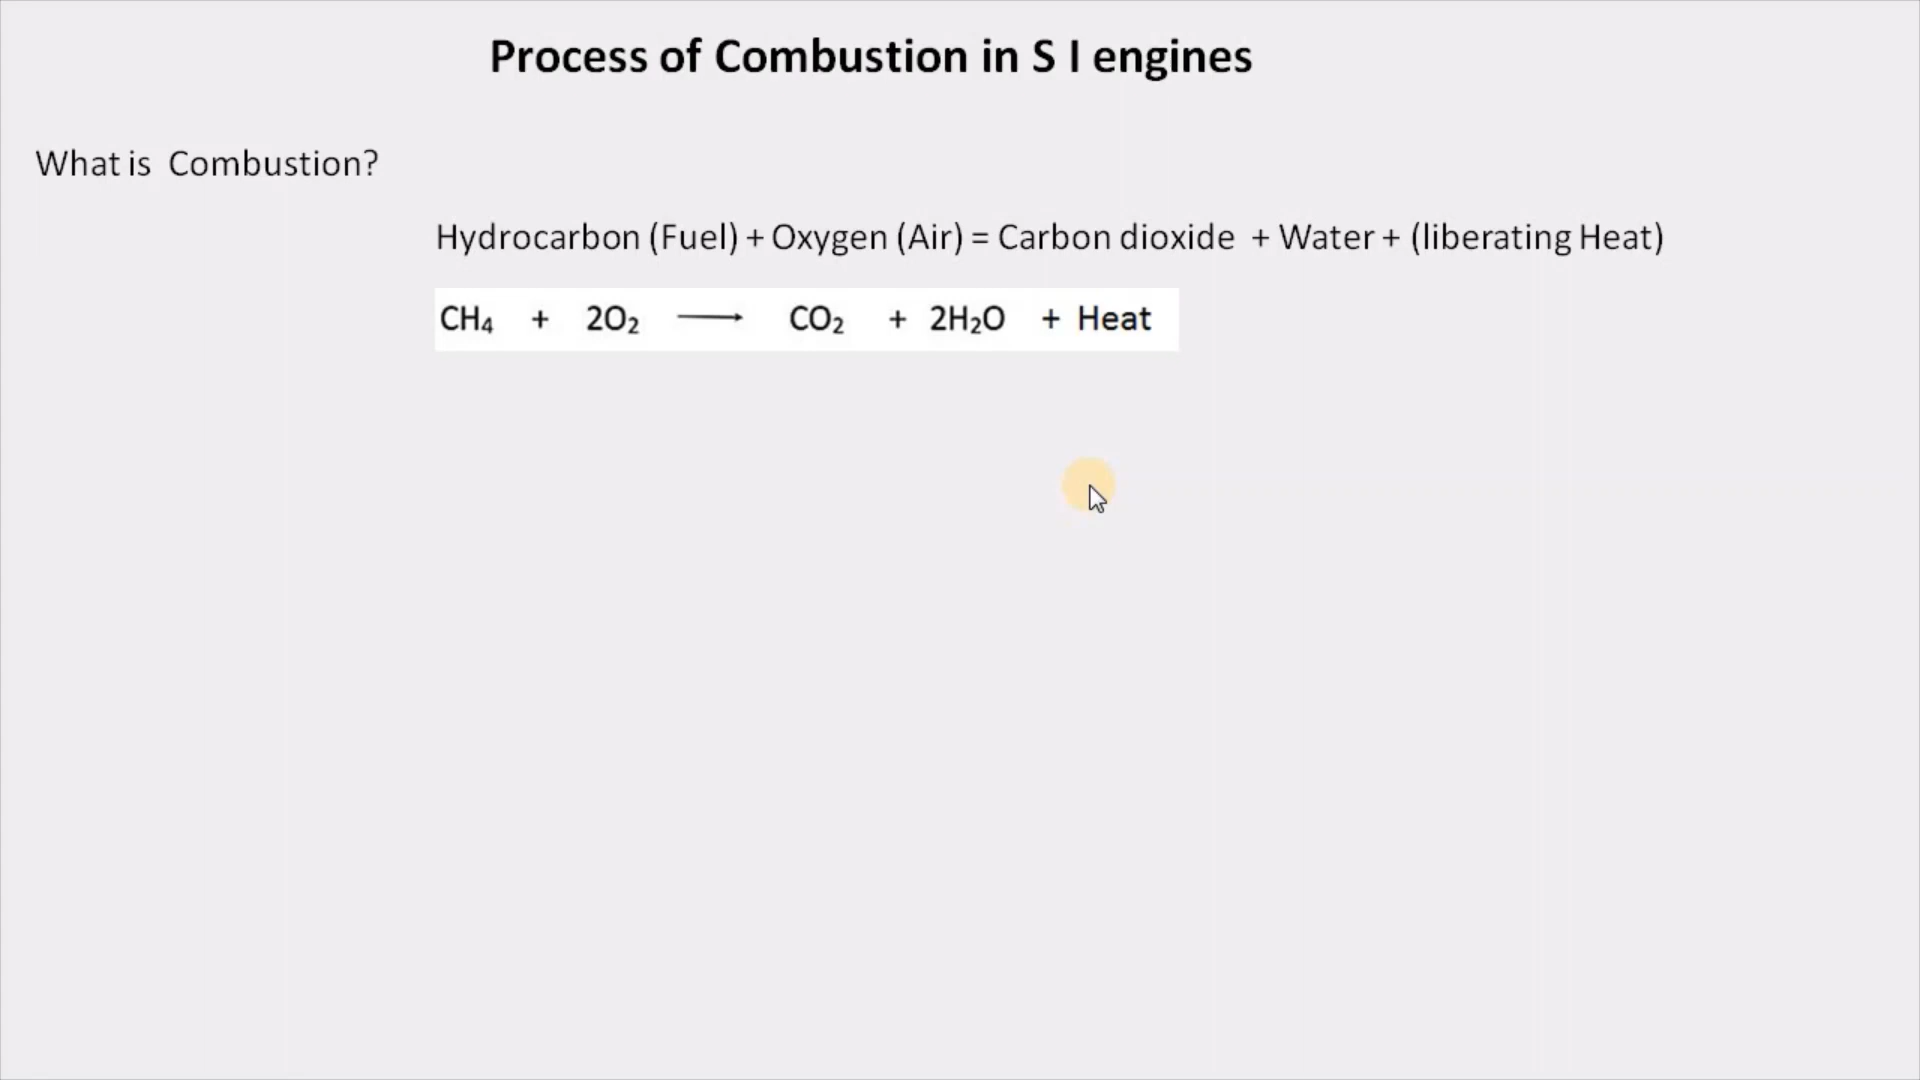 Process of Combustion in S I engines
What is Combustion?
Hydrocarbon (Fuel) + Oxygen (Air) = Carbon dioxide + Water + (liberating Heat)
CH₄ + 2O₂ ⟶ CO₂ + 2H₂O + Heat